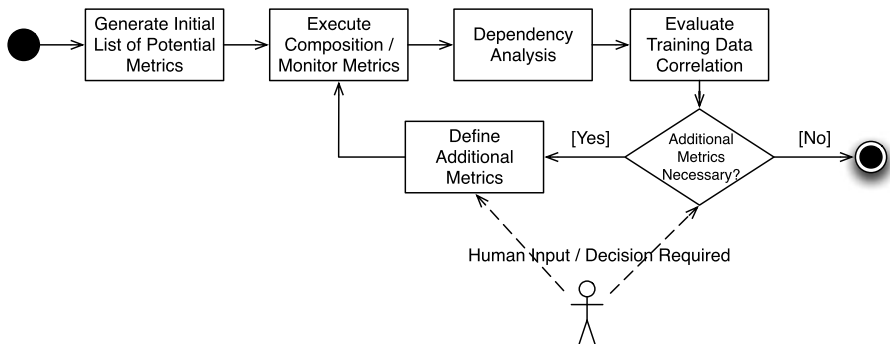 Generate Initial
List of Potential
Metrics
Execute
Composition /
Monitor Metrics
Dependency
Analysis
Evaluate
Training Data
Correlation
Define
Additional
Metrics
[Yes]
Additional
Metrics
Necessary?
[No]
Human Input / Decision Required